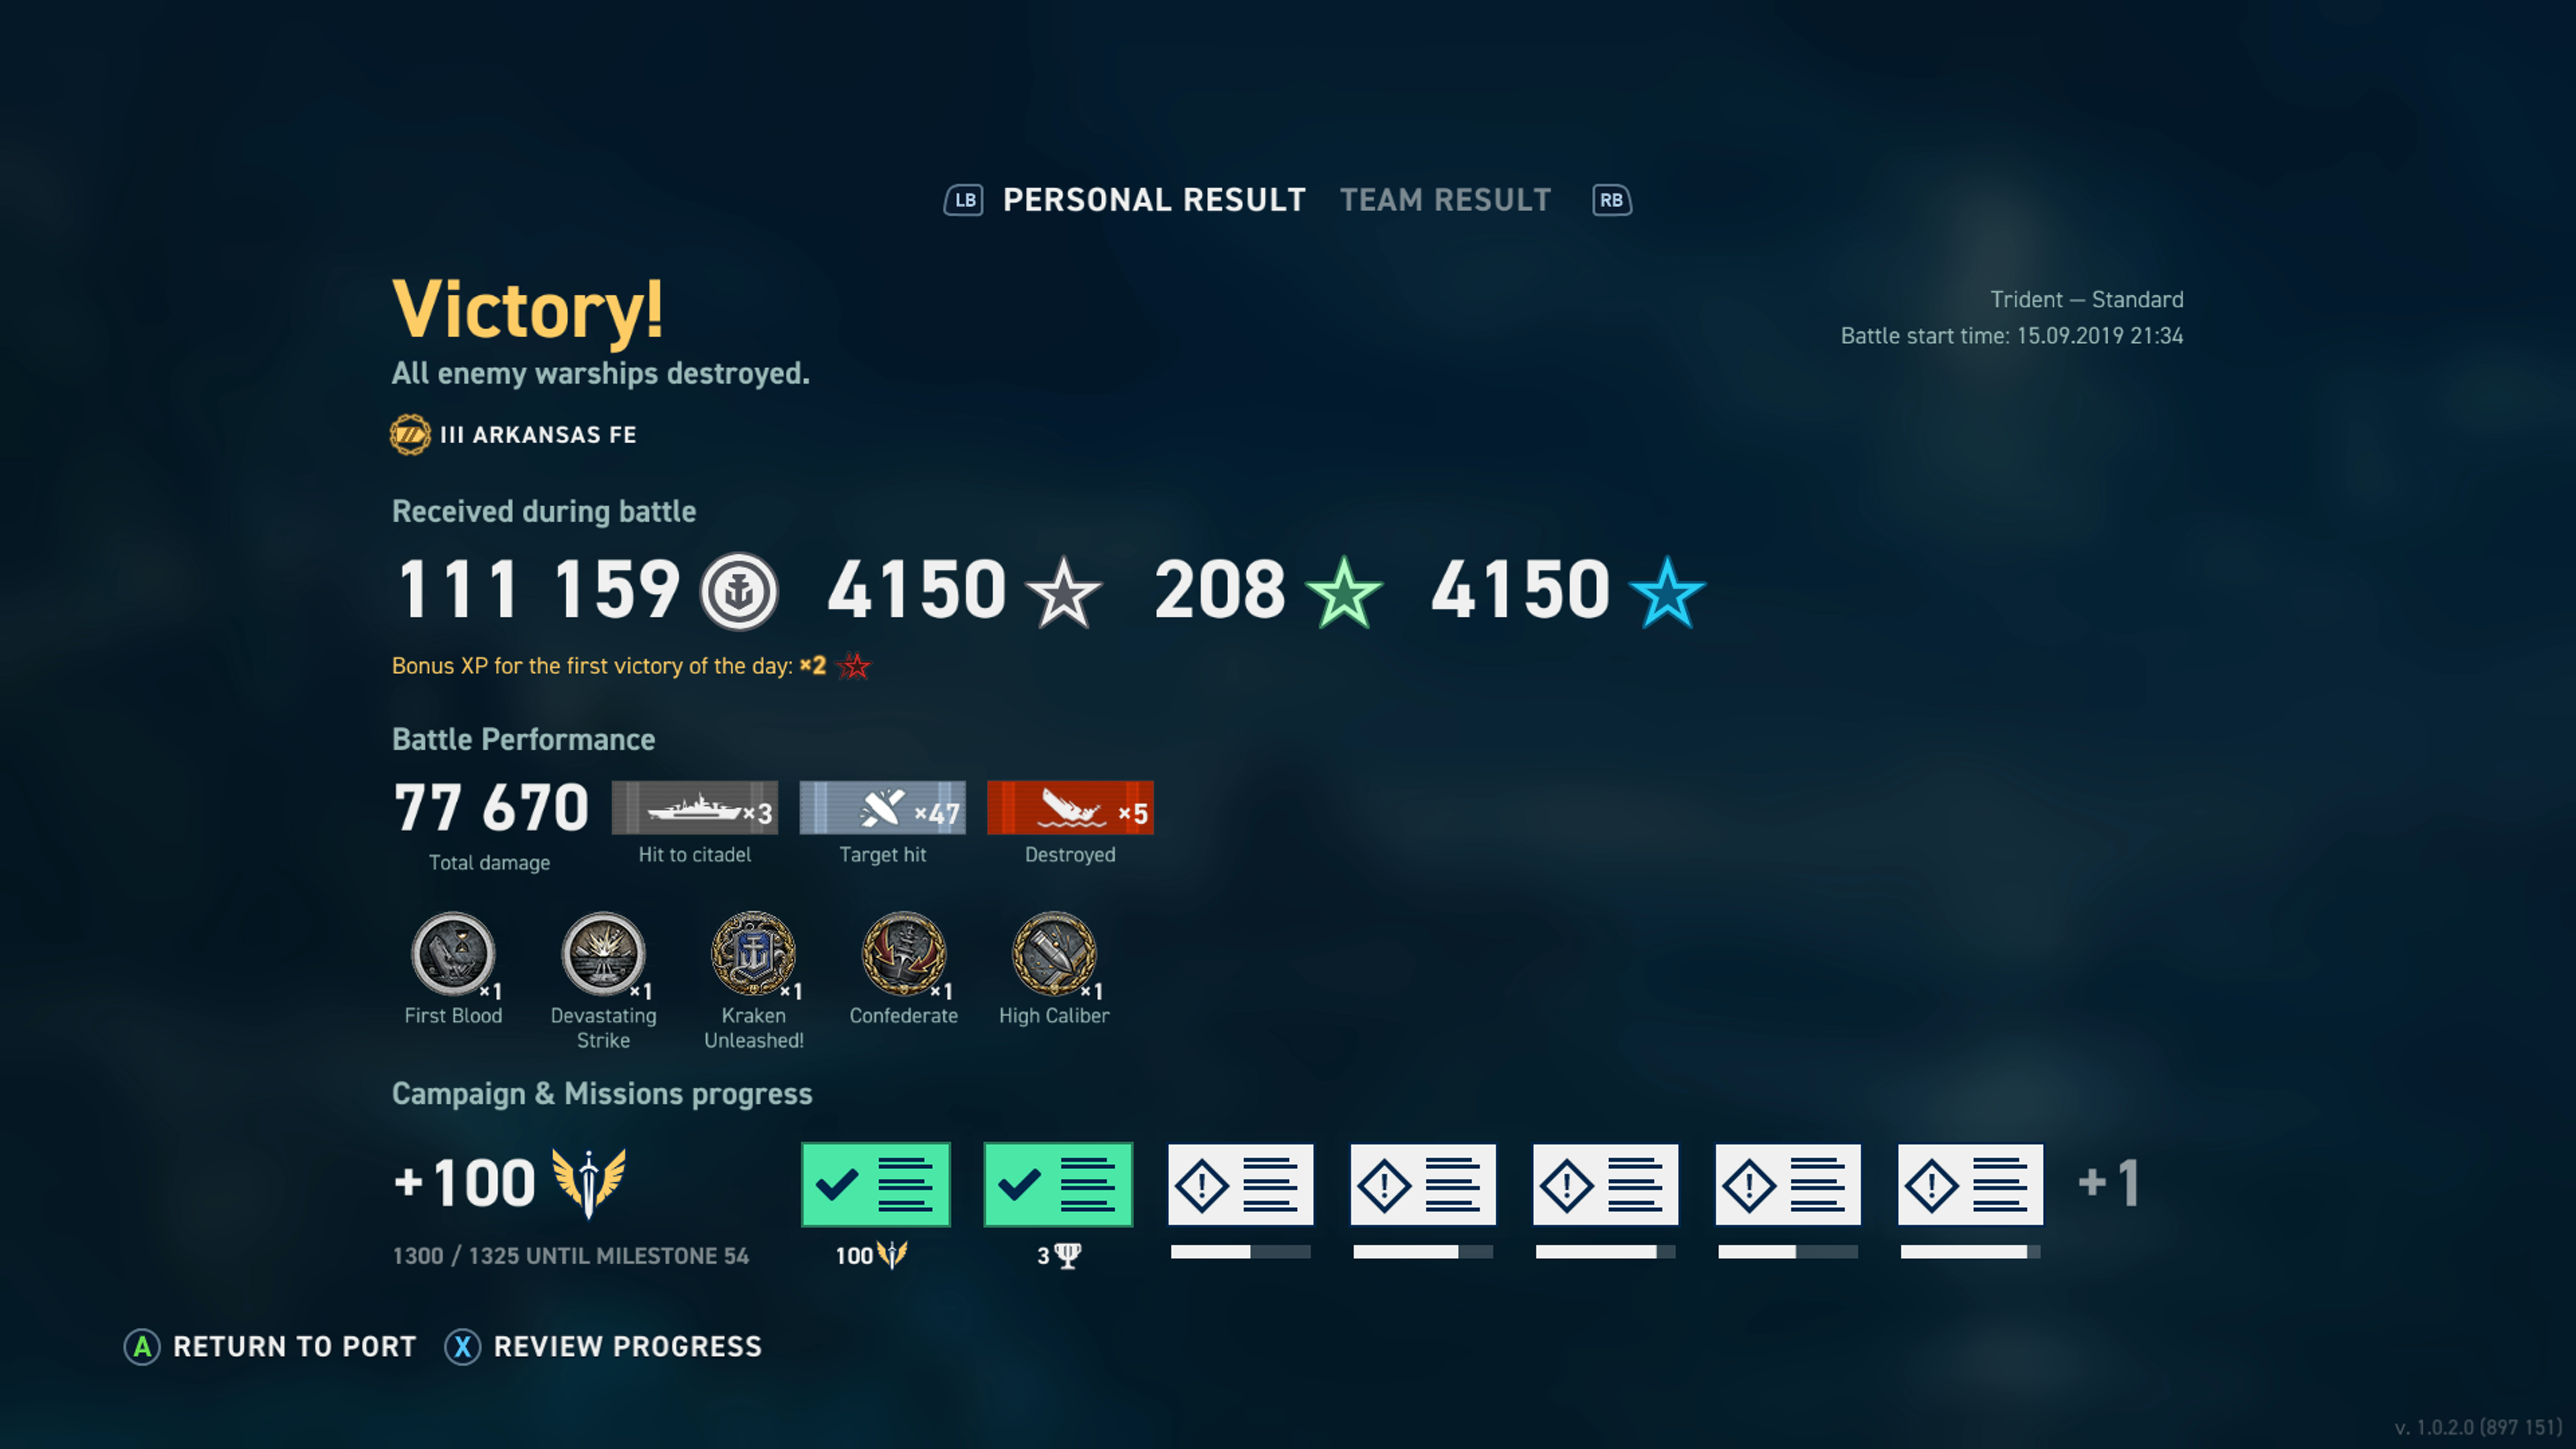 LB PERSONAL RESULT TEAM RESULT RB
Victory!
Trident — Standard
Battle start time: 15.09.2019 21:34
All enemy warships destroyed.
III ARKANSAS FE
Received during battle
111 159 4150 208 4150
Bonus XP for the first victory of the day: ×2
Battle Performance
77 670 ×3 ×47 ×5
Total damage Hit to citadel Target hit Destroyed
×1 ×1 ×1 ×1 ×1
First Blood Devastating Kraken Confederate High Caliber
Strike Unleashed!
Campaign & Missions progress
+100 +1
1300 / 1325 UNTIL MILESTONE 54 100 3
A RETURN TO PORT X REVIEW PROGRESS
v. 1.0.2.0 (897 151)